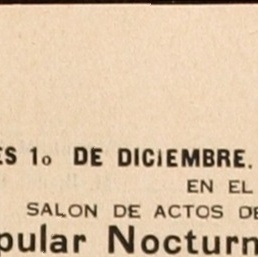 ES 1o DE DICIEMBRE.
EN EL
SALON DE ACTOS DE
pular Nocturn